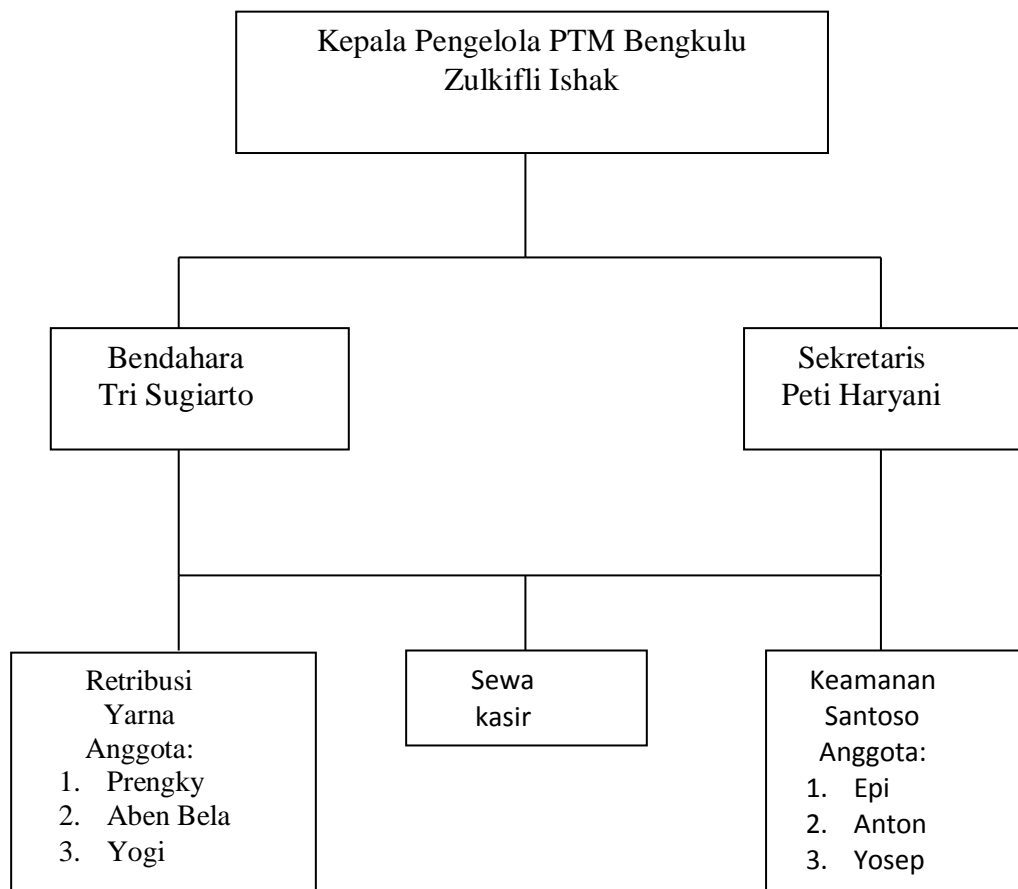 Kepala Pengelola PTM Bengkulu
Zulkifli Ishak
Bendahara
Tri Sugiarto
Sekretaris
Peti Haryani
Retribusi
Yarna
Anggota:
1. Prengky
2. Aben Bela
3. Yogi
Sewa
kasir
Keamanan
Santoso
Anggota:
1. Epi
2. Anton
3. Yosep